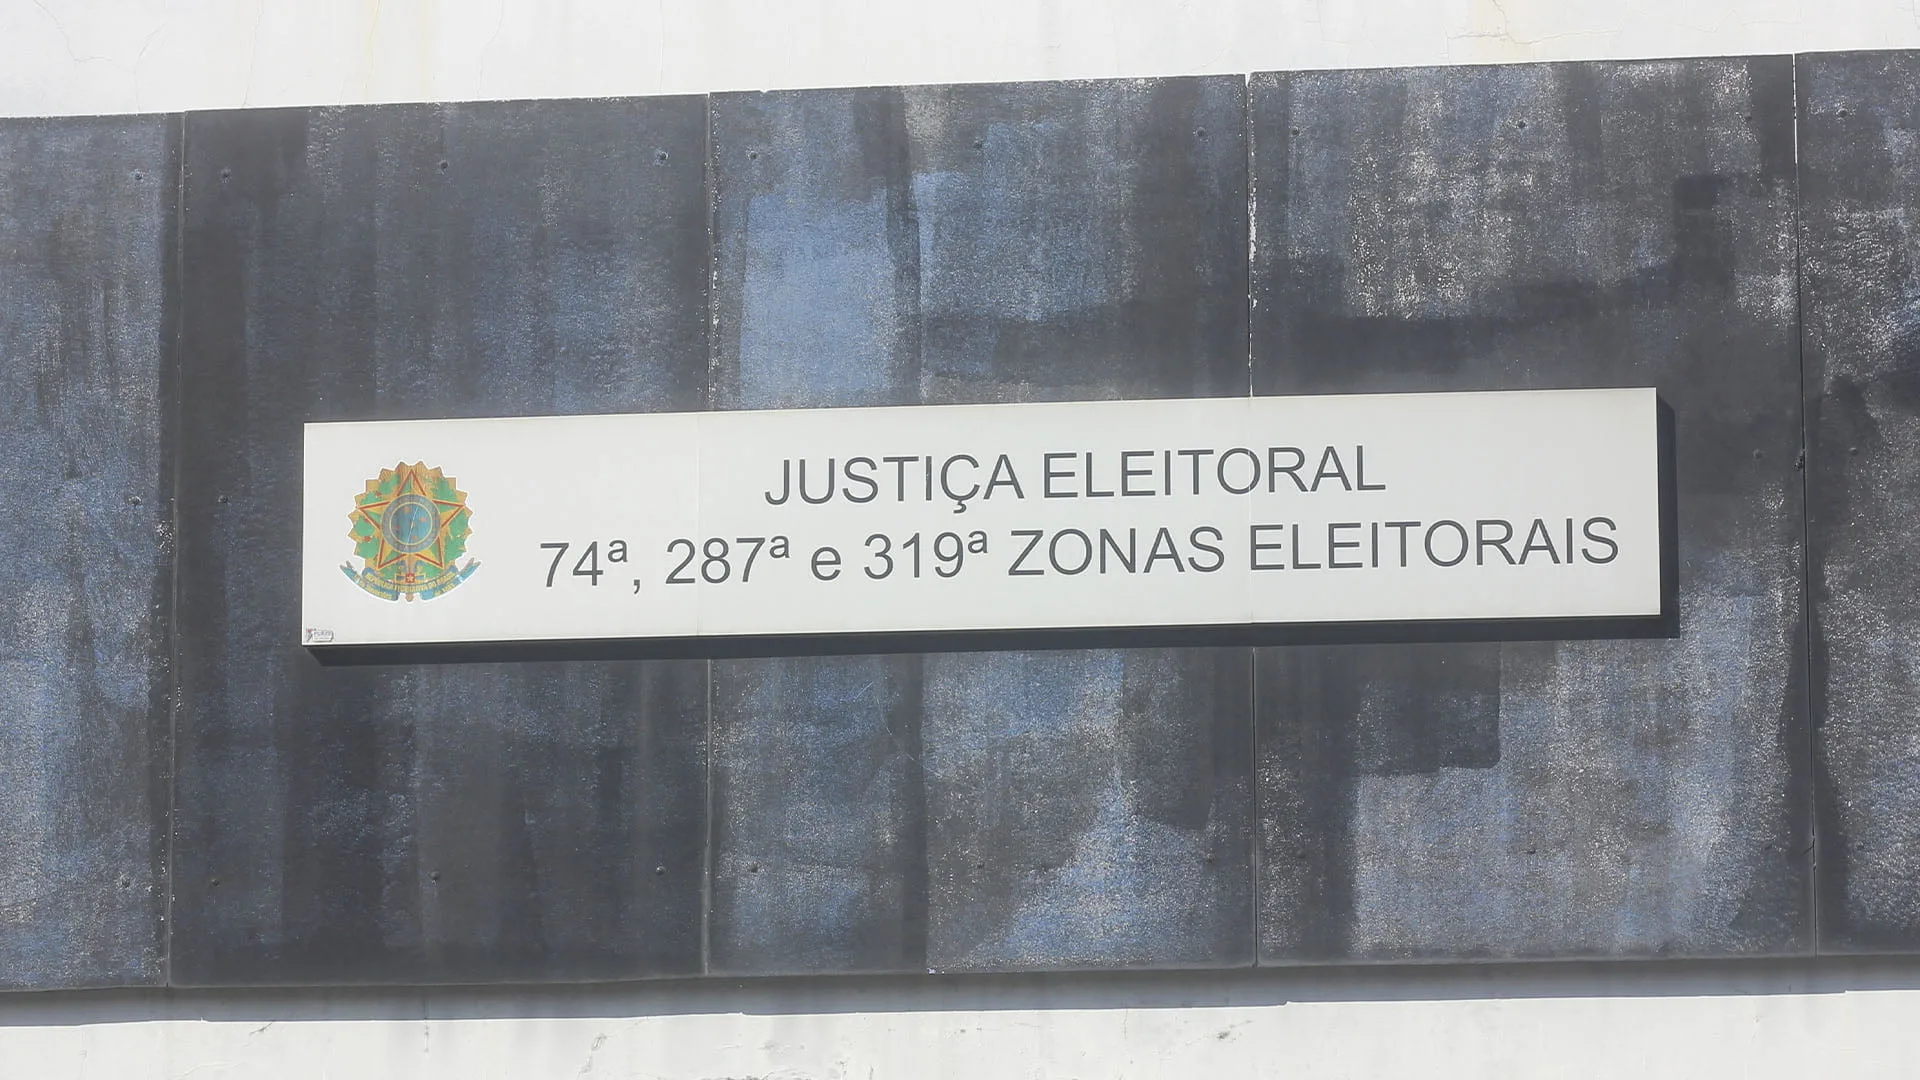 JUSTIÇA ELEITORAL
74ª, 287ª e 319ª ZONAS ELEITORAIS